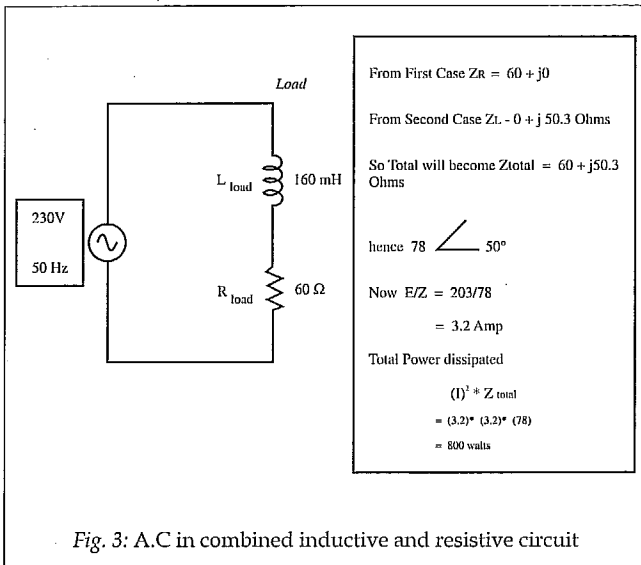 Load
L load 160 mH
230V
50 Hz
R load 60 Ω
From First Case ZR = 60 + j0
From Second Case ZL - 0 + j 50.3 Ohms
So Total will become Ztotal = 60 + j50.3
Ohms
hence 78 ∠ 50°
Now E/Z = 203/78
= 3.2 Amp
Total Power dissipated
(I)² * Z total
= (3.2)* (3.2)* (78)
= 800 watts
Fig. 3: A.C in combined inductive and resistive circuit